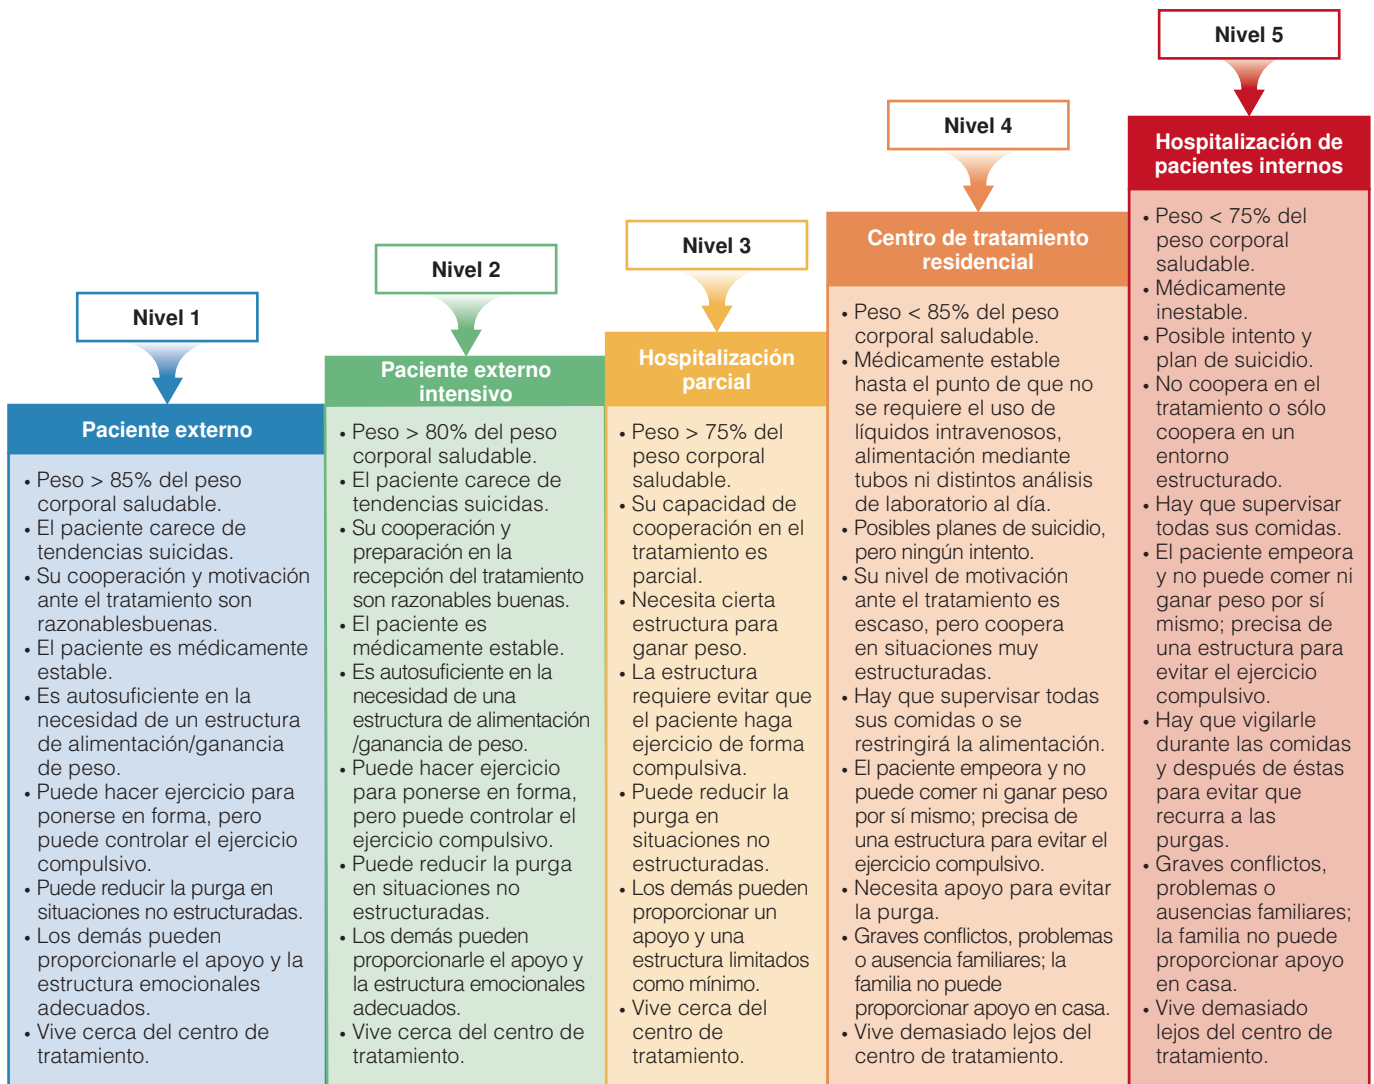 Nivel 1
Paciente externo
• Peso > 85% del peso
corporal saludable.
• El paciente carece de
tendencias suicidas.
• Su cooperación y motivación
ante el tratamiento son
razonablesbuenas.
• El paciente es médicamente
estable.
• Es autosuficiente en la
necesidad de un estructura
de alimentación/ganancia
de peso.
• Puede hacer ejercicio para
ponerse en forma, pero
puede controlar el ejercicio
compulsivo.
• Puede reducir la purga en
situaciones no estructuradas.
• Los demás pueden
proporcionarle el apoyo y la
estructura emocionales
adecuados.
• Vive cerca del centro de
tratamiento.
Nivel 2
Paciente externo
intensivo
• Peso > 80% del peso
corporal saludable.
• El paciente carece de
tendencias suicidas.
• Su cooperación y
preparación en la
recepción del tratamiento
son razonables buenas.
• El paciente es
médicamente estable.
• Es autosuficiente en la
necesidad de una
estructura de alimentación
/ganancia de peso.
• Puede hacer ejercicio
para ponerse en forma,
pero puede controlar el
ejercicio compulsivo.
• Puede reducir la purga
en situaciones no
estructuradas.
• Los demás pueden
proporcionarle el apoyo y
la estructura emocionales
adecuados.
• Vive cerca del centro de
tratamiento.
Nivel 3
Hospitalización
parcial
• Peso > 75% del
peso corporal
saludable.
• Su capacidad de
cooperación en el
tratamiento es
parcial.
• Necesita cierta
estructura para
ganar peso.
• La estructura
requiere evitar que
el paciente haga
ejercicio de forma
compulsiva.
• Puede reducir la
purga en
situaciones no
estructuradas.
• Los demás pueden
proporcionar un
apoyo y una
estructura limitados
como mínimo.
• Vive cerca del
centro de
tratamiento.
Nivel 4
Centro de tratamiento
residencial
• Peso < 85% del peso
corporal saludable.
• Médicamente estable
hasta el punto de que no
se requiere el uso de
líquidos intravenosos,
alimentación mediante
tubos ni distintos análisis
de laboratorio al día.
• Posibles planes de suicidio,
pero ningún intento.
• Su nivel de motivación
ante el tratamiento es
escaso, pero coopera
en situaciones muy
estructuradas.
• Hay que supervisar todas
sus comidas o se
restringirá la alimentación.
• El paciente empeora y no
puede comer ni ganar peso
por sí mismo; precisa de
una estructura para evitar el
ejercicio compulsivo.
• Necesita apoyo para evitar
la purga.
• Graves conflictos, problemas
o ausencia familiares; la
familia no puede
proporcionar apoyo en casa.
• Vive demasiado lejos del
centro de tratamiento.
Nivel 5
Hospitalización de
pacientes internos
• Peso < 75% del
peso corporal
saludable.
• Médicamente
inestable.
• Posible intento y
plan de suicidio.
• No coopera en el
tratamiento o sólo
coopera en un
entorno
estructurado.
• Hay que supervisar
todas sus comidas.
• El paciente empeora
y no puede comer ni
ganar peso por sí
mismo; precisa de
una estructura para
evitar el ejercicio
compulsivo.
• Hay que vigilarle
durante las comidas
y después de éstas
para evitar que
recurra a las
purgas.
• Graves conflictos,
problemas o
ausencias familiares;
la familia no puede
proporcionar apoyo
en casa.
• Vive demasiado
lejos del centro de
tratamiento.